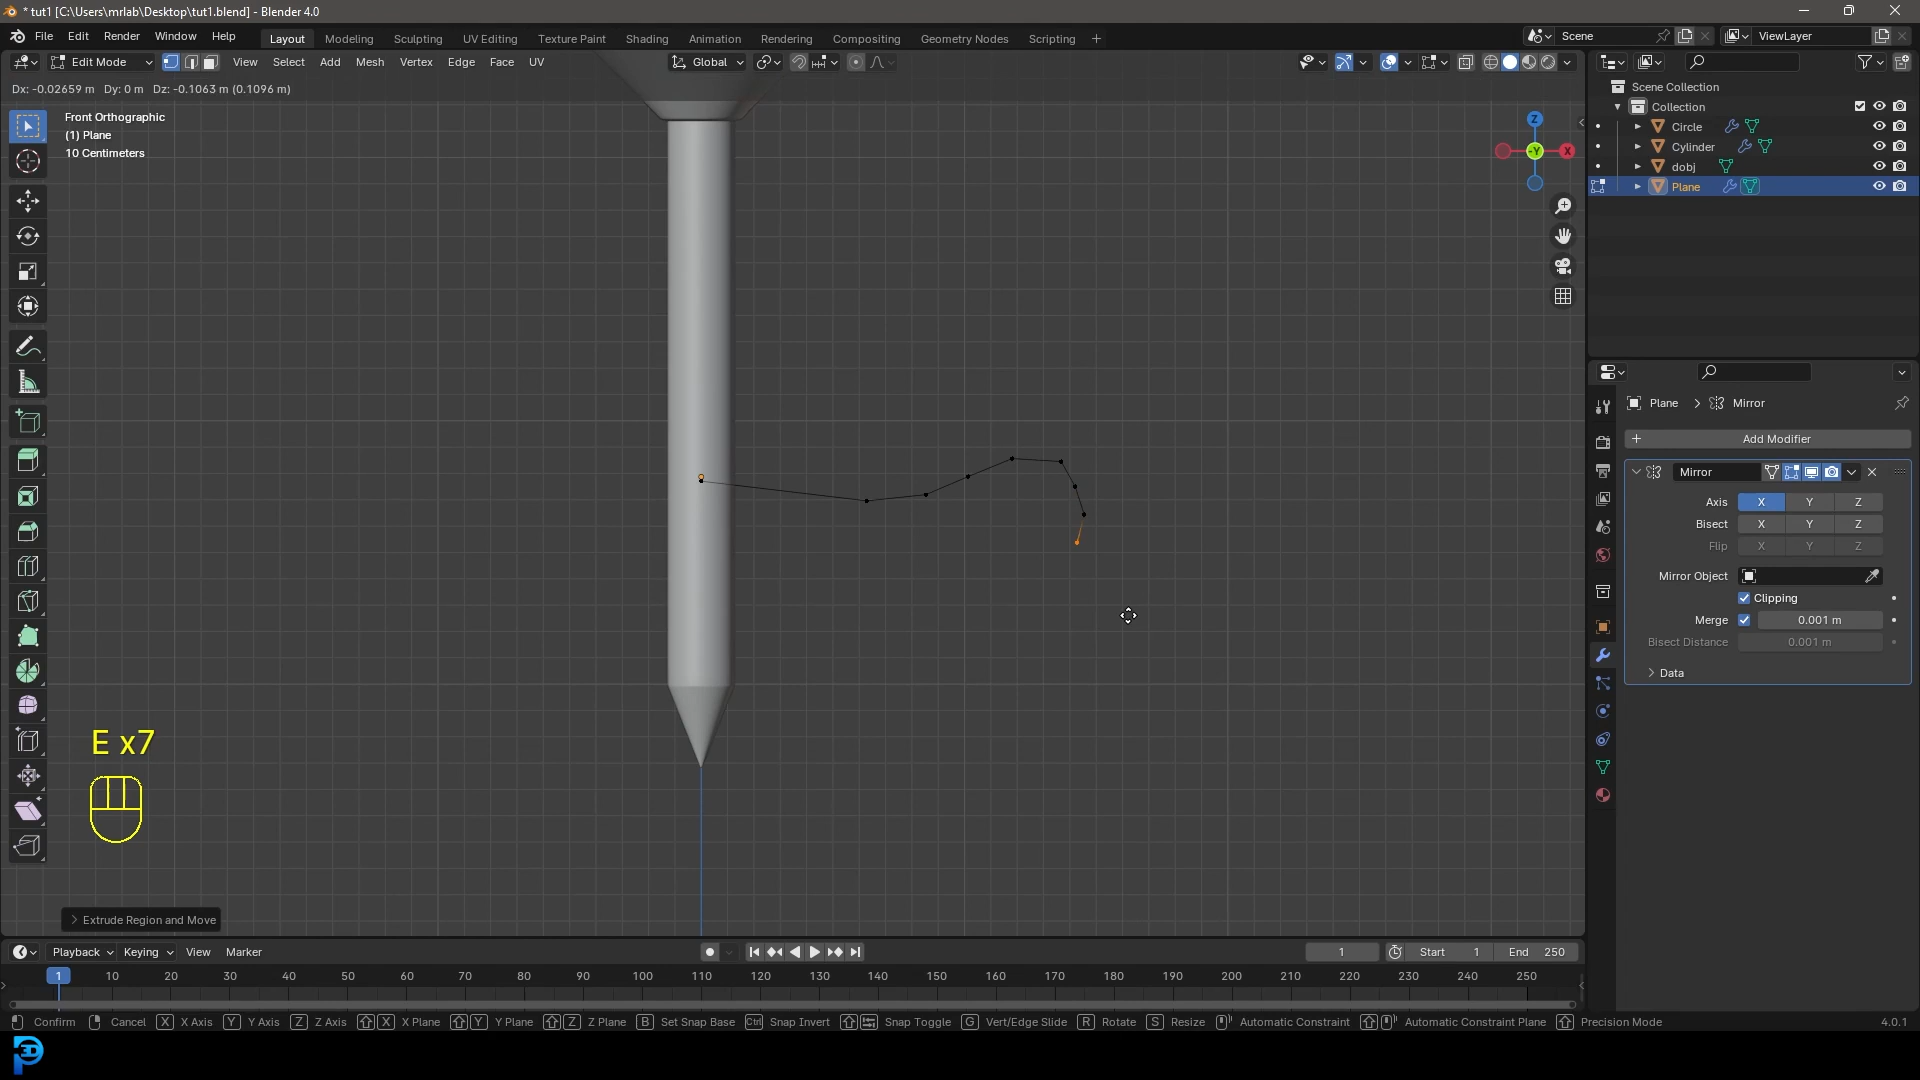 * tut1 [C:\Users\mrlab\Desktop\tut1.blend] - Blender 4.0
File Edit Render Window Help Layout Modeling Sculpting UV Editing Texture Paint Shading Animation Rendering Compositing Geometry Nodes Scripting + Scene ViewLayer
Edit Mode View Select Add Mesh Vertex Edge Face UV Global
Dx: -0.02659 m Dy: 0 m Dz: -0.1063 m (0.1096 m)
Front Orthographic
(1) Plane
10 Centimeters
Z
-Y X
Scene Collection
Collection
Circle
Cylinder
dobj
Plane
Plane > Mirror
+ Add Modifier
Mirror
Axis X Y Z
Bisect X Y Z
Flip X Y Z
Mirror Object
Clipping
Merge 0.001 m
Bisect Distance 0.001 m
> Data
E x7
> Extrude Region and Move
Playback Keying View Marker 1 Start 1 End 250
1 10 20 30 40 50 60 70 80 90 100 110 120 130 140 150 160 170 180 190 200 210 220 230 240 250
Confirm Cancel X X Axis Y Y Axis Z Z Axis X X Plane Y Y Plane Z Z Plane B Set Snap Base Ctrl Snap Invert Snap Toggle G Vert/Edge Slide R Rotate S Resize Automatic Constraint Automatic Constraint Plane Precision Mode 4.0.1
3D